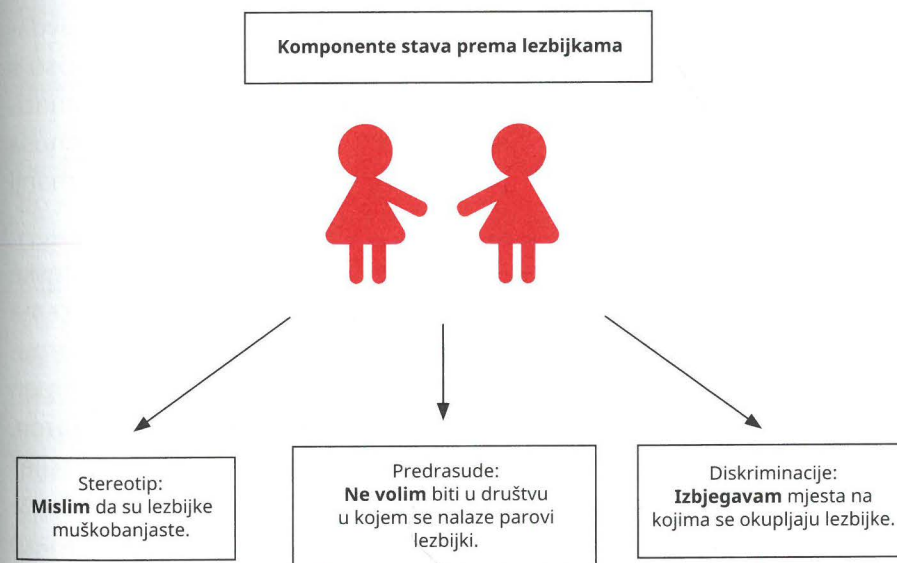 Komponente stava prema lezbijkama
Stereotip:
Mislim da su lezbijke
muškobanjaste.
Predrasude:
Ne volim biti u društvu
u kojem se nalaze parovi
lezbijki.
Diskriminacije:
Izbjegavam mjesta na
kojima se okupljaju lezbijke.